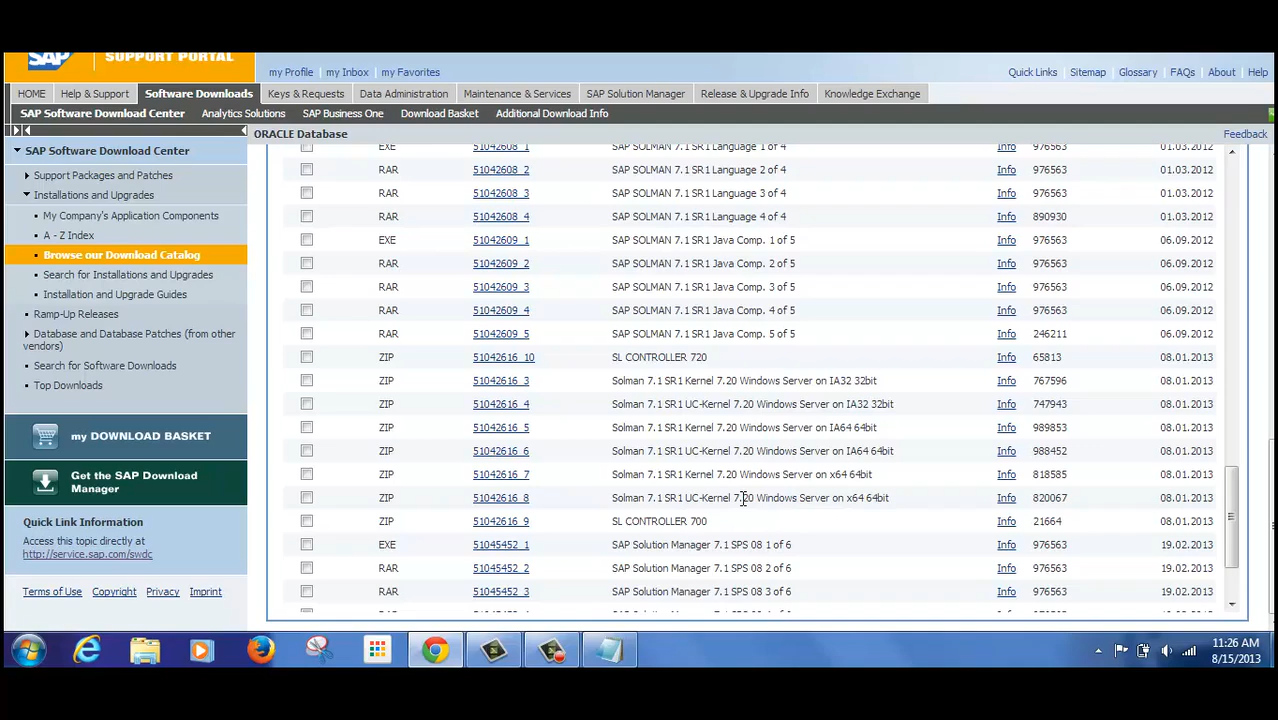 SAP SUPPORT PORTAL
my Profile my Inbox my Favorites Quick Links Sitemap Glossary FAQs About Help
HOME Help & Support Software Downloads Keys & Requests Data Administration Maintenance & Services SAP Solution Manager Release & Upgrade Info Knowledge Exchange
SAP Software Download Center Analytics Solutions SAP Business One Download Basket Additional Download Info
ORACLE Database Feedback
SAP Software Download Center
Support Packages and Patches
Installations and Upgrades
My Company's Application Components
A - Z Index
Browse our Download Catalog
Search for Installations and Upgrades
Installation and Upgrade Guides
Ramp-Up Releases
Database and Database Patches (from other
vendors)
Search for Software Downloads
Top Downloads
my DOWNLOAD BASKET
Get the SAP Download
Manager
Quick Link Information
Access this topic directly at
http://service.sap.com/swdc
Terms of Use Copyright Privacy Imprint
EXE 51042608_1 SAP SOLMAN 7.1 SR1 Language 1 of 4 Info 976563 01.03.2012
RAR 51042608_2 SAP SOLMAN 7.1 SR1 Language 2 of 4 Info 976563 01.03.2012
RAR 51042608_3 SAP SOLMAN 7.1 SR1 Language 3 of 4 Info 976563 01.03.2012
RAR 51042608_4 SAP SOLMAN 7.1 SR1 Language 4 of 4 Info 890930 01.03.2012
EXE 51042609_1 SAP SOLMAN 7.1 SR1 Java Comp. 1 of 5 Info 976563 06.09.2012
RAR 51042609_2 SAP SOLMAN 7.1 SR1 Java Comp. 2 of 5 Info 976563 06.09.2012
RAR 51042609_3 SAP SOLMAN 7.1 SR1 Java Comp. 3 of 5 Info 976563 06.09.2012
RAR 51042609_4 SAP SOLMAN 7.1 SR1 Java Comp. 4 of 5 Info 976563 06.09.2012
RAR 51042609_5 SAP SOLMAN 7.1 SR1 Java Comp. 5 of 5 Info 246211 06.09.2012
ZIP 51042616_10 SL CONTROLLER 720 Info 65813 08.01.2013
ZIP 51042616_3 Solman 7.1 SR1 Kernel 7.20 Windows Server on IA32 32bit Info 767596 08.01.2013
ZIP 51042616_4 Solman 7.1 SR1 UC-Kernel 7.20 Windows Server on IA32 32bit Info 747943 08.01.2013
ZIP 51042616_5 Solman 7.1 SR1 Kernel 7.20 Windows Server on IA64 64bit Info 989853 08.01.2013
ZIP 51042616_6 Solman 7.1 SR1 UC-Kernel 7.20 Windows Server on IA64 64bit Info 988452 08.01.2013
ZIP 51042616_7 Solman 7.1 SR1 Kernel 7.20 Windows Server on x64 64bit Info 818585 08.01.2013
ZIP 51042616_8 Solman 7.1 SR1 UC-Kernel 7.20 Windows Server on x64 64bit Info 820067 08.01.2013
ZIP 51042616_9 SL CONTROLLER 700 Info 21664 08.01.2013
EXE 51045452_1 SAP Solution Manager 7.1 SPS 08 1 of 6 Info 976563 19.02.2013
RAR 51045452_2 SAP Solution Manager 7.1 SPS 08 2 of 6 Info 976563 19.02.2013
RAR 51045452_3 SAP Solution Manager 7.1 SPS 08 3 of 6 Info 976563 19.02.2013
11:26 AM
8/15/2013